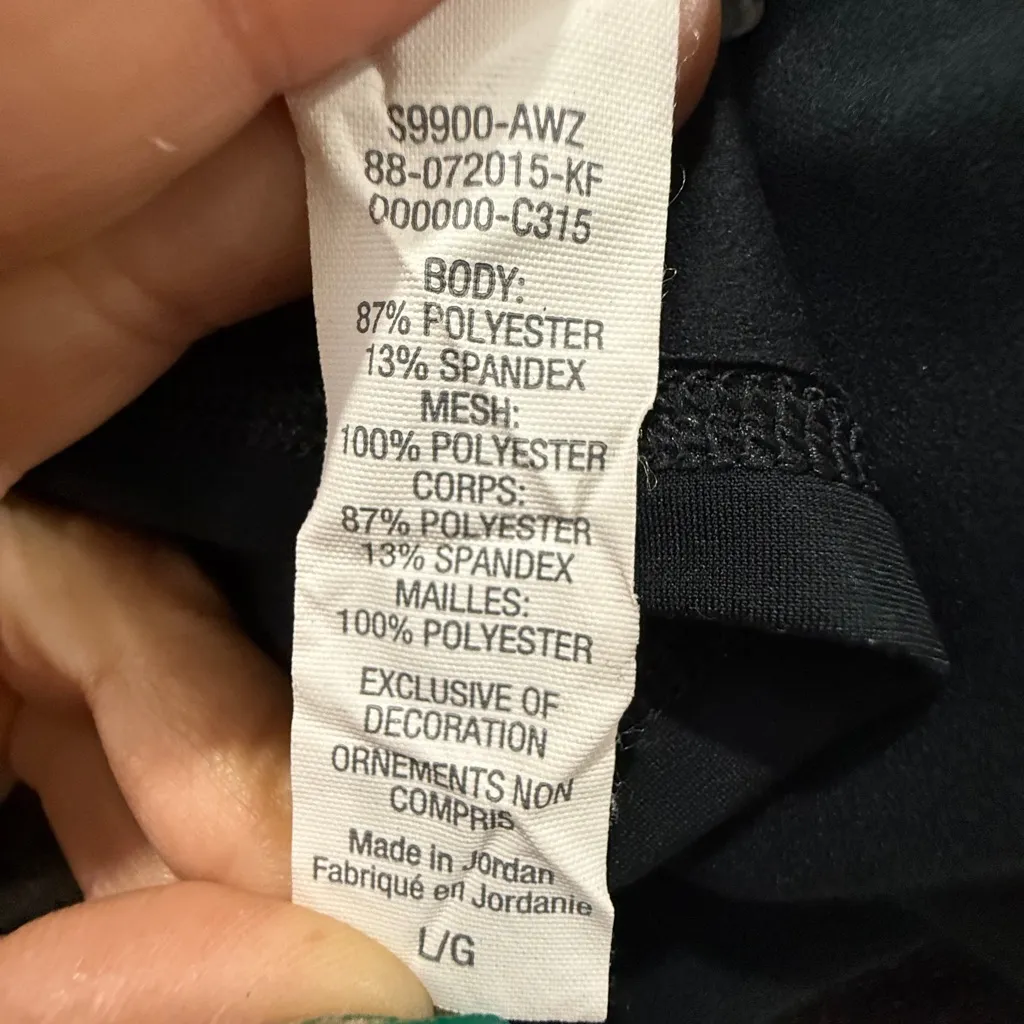 S9900-AWZ
88-072015-KF
000000-C315
BODY:
87% POLYESTER
13% SPANDEX
MESH:
100% POLYESTER
CORPS:
87% POLYESTER
13% SPANDEX
MAILLES:
100% POLYESTER
EXCLUSIVE OF
DECORATION
ORNEMENTS NON
COMPRIS
Made in Jordan
Fabriqué en Jordanie
L/G